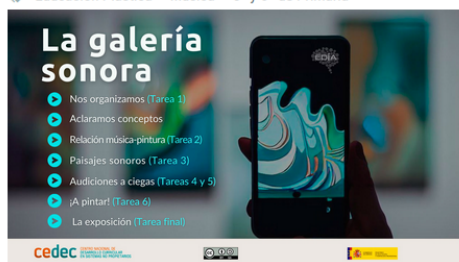 La galería
sonora
Nos organizamos (Tarea 1)
Aclaramos conceptos
Relación música-pintura (Tarea 2)
Paisajes sonoros (Tarea 3)
Audiciones a ciegas (Tareas 4 y 5)
¡A pintar! (Tarea 6)
La exposición (Tarea final)
EDIA
cedec